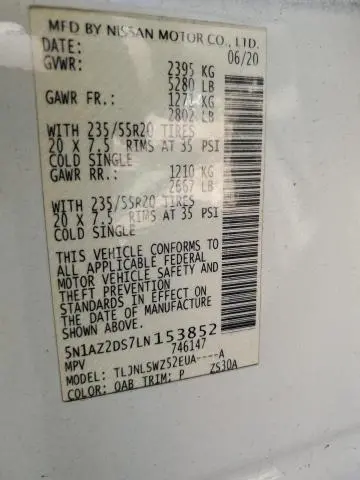 MFD BY NISSAN MOTOR CO., LTD.
DATE: 06/20
GVWR: 2395 KG
5280 LB
GAWR FR.: 1271 KG
2802 LB
WITH 235/55R20 TIRES
20 X 7.5 RIMS AT 35 PSI
COLD SINGLE
GAWR RR.: 1210 KG
2667 LB
WITH 235/55R20 TIRES
20 X 7.5 RIMS AT 35 PSI
COLD SINGLE
THIS VEHICLE CONFORMS TO
ALL APPLICABLE FEDERAL
MOTOR VEHICLE SAFETY AND
THEFT PREVENTION
STANDARDS IN EFFECT ON THE
DATE OF MANUFACTURE
5N1AZ2DS7LN153852
MPV 746147
MODEL: TLJNLSWZ52EUA----A
COLOR: QAB TRIM: P ZS30A